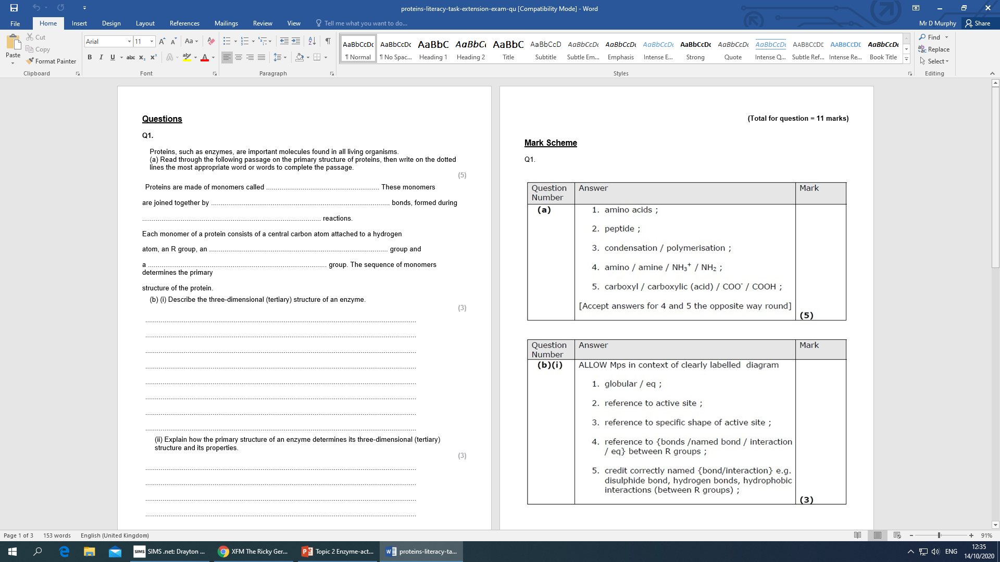 proteins-literacy-task-extension-exam-qu [Compatibility Mode] - Word
File Home Insert Design Layout References Mailings Review View Tell me what you want to do... Mr D Murphy Share
Paste Cut Copy Format Painter
Arial 11
AaBbCcDc ¶ Normal
AaBbCcDc ¶ No Spac...
AaBbC Heading 1
AaBbC Heading 2
AaBbC Title
AaBbCcD Subtitle
AaBbCcDc Subtle Em...
AaBbCcDc Emphasis
AaBbCcDc Intense E...
AaBbCcDc Strong
AaBbCcDc Quote
AaBbCcDc Intense Q...
AABBCCDE Subtle Ref...
AABBCCDE Intense Re...
AaBbCcDc Book Title
Find Replace Select
Clipboard Font Paragraph Styles Editing
Questions
Q1.
Proteins, such as enzymes, are important molecules found in all living organisms.
(a) Read through the following passage on the primary structure of proteins, then write on the dotted
lines the most appropriate word or words to complete the passage.
(5)
Proteins are made of monomers called ........................................................... These monomers
are joined together by ............................................................................................. bonds, formed during
............................................................................................. reactions.
Each monomer of a protein consists of a central carbon atom attached to a hydrogen
atom, an R group, an ............................................................................................. group and
a ............................................................................................. group. The sequence of monomers
determines the primary
structure of the protein.
(b) (i) Describe the three-dimensional (tertiary) structure of an enzyme.
(3)
(ii) Explain how the primary structure of an enzyme determines its three-dimensional (tertiary)
structure and its properties.
(3)
(Total for question = 11 marks)
Mark Scheme
Q1.
Question Number Answer Mark
(a) 1. amino acids ;
2. peptide ;
3. condensation / polymerisation ;
4. amino / amine / NH₃⁺ / NH₂ ;
5. carboxyl / carboxylic (acid) / COO⁻ / COOH ;
[Accept answers for 4 and 5 the opposite way round]
(5)
Question Number Answer Mark
(b)(i) ALLOW Mps in context of clearly labelled diagram
1. globular / eq ;
2. reference to active site ;
3. reference to specific shape of active site ;
4. reference to {bonds /named bond / interaction
/ eq} between R groups ;
5. credit correctly named {bond/interaction} e.g.
disulphide bond, hydrogen bonds, hydrophobic
interactions (between R groups) ;
(3)
Page 1 of 3 153 words English (United Kingdom) 91%
SIMS .net: Drayton ... XFM The Ricky Ger... Topic 2 Enzyme-act... proteins-literacy-ta... ENG 12:35
14/10/2020